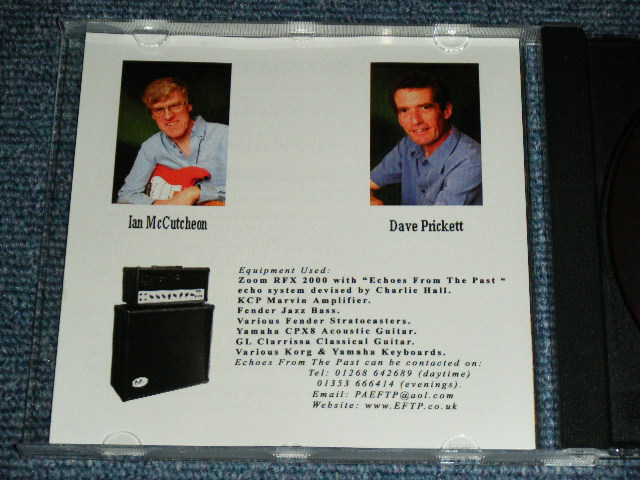 Ian McCutcheon
Dave Prickett
Equipment Used:
Zoom RFX 2000 with "Echoes From The Past "
echo system devised by Charlie Hall.
KCP Marvin Amplifier.
Fender Jazz Bass.
Various Fender Stratocasters.
Yamaha CPX8 Acoustic Guitar.
GL Clarrissa Classical Guitar.
Various Korg & Yamaha Keyboards.
Echoes From The Past can be contacted on:
Tel: 01268 642689 (daytime)
01353 666414 (evenings).
Email: PAEFTP@aol.com
Website: www.EFTP.co.uk